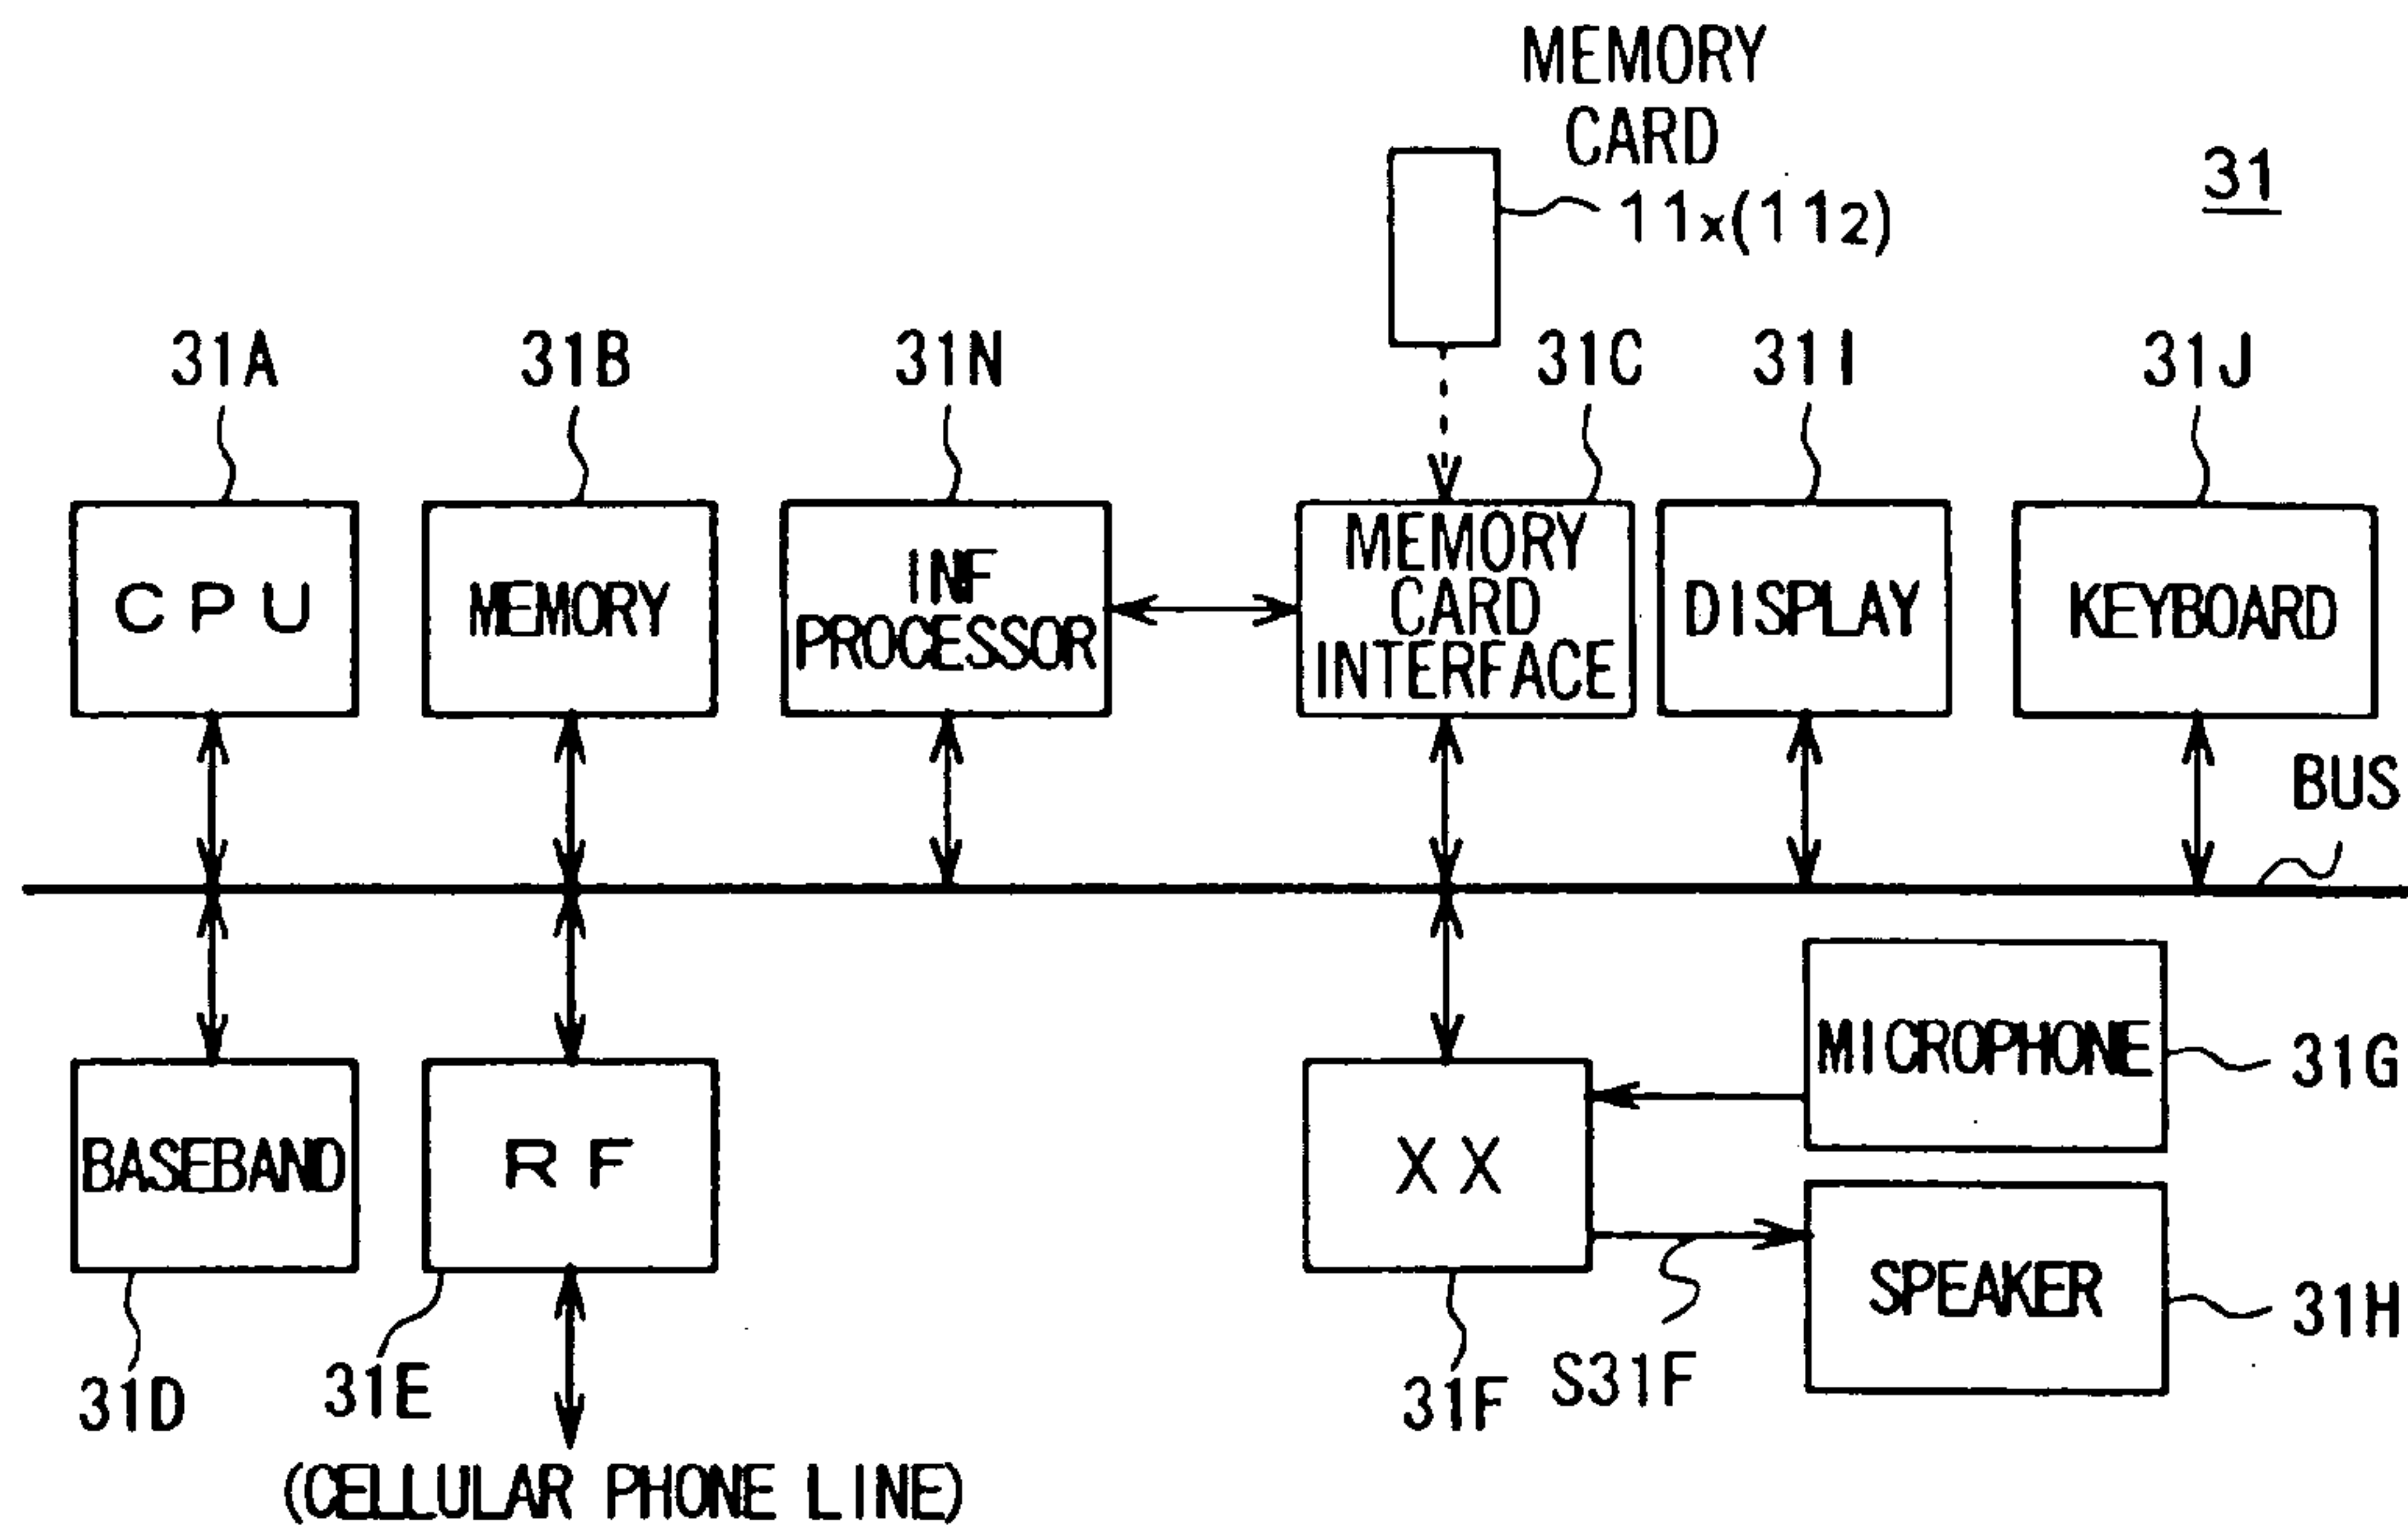 MEMORY
CARD
11x(112)
31
31A
31B
31N
31C
31I
31J
CPU
MEMORY
INF
PROCESSOR
MEMORY
CARD
INTERFACE
DISPLAY
KEYBOARD
BUS
BASEBAND
RF
XX
MICROPHONE
31G
SPEAKER
31H
31D
31E
31F
S31F
(CELLULAR PHONE LINE)